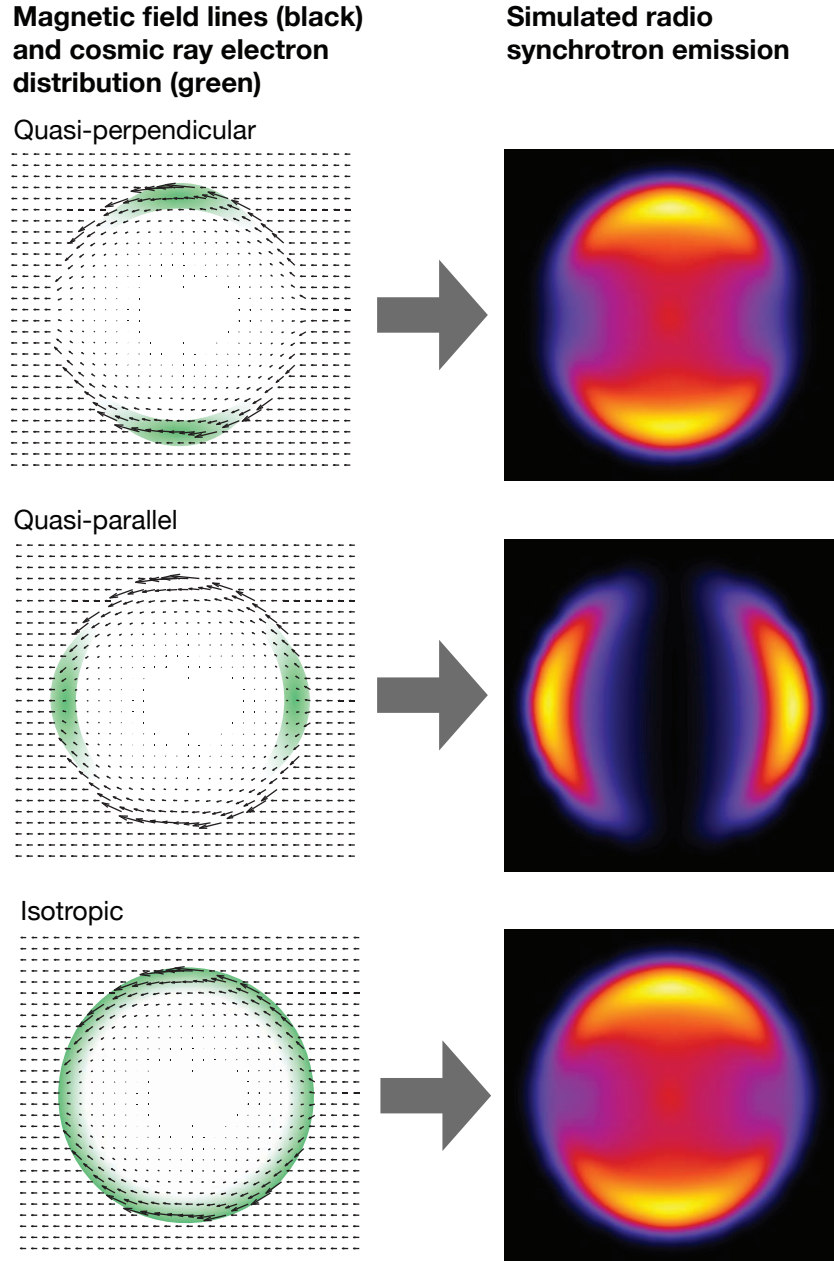 Magnetic field lines (black)
and cosmic ray electron
distribution (green)
Simulated radio
synchrotron emission
Quasi-perpendicular
Quasi-parallel
Isotropic